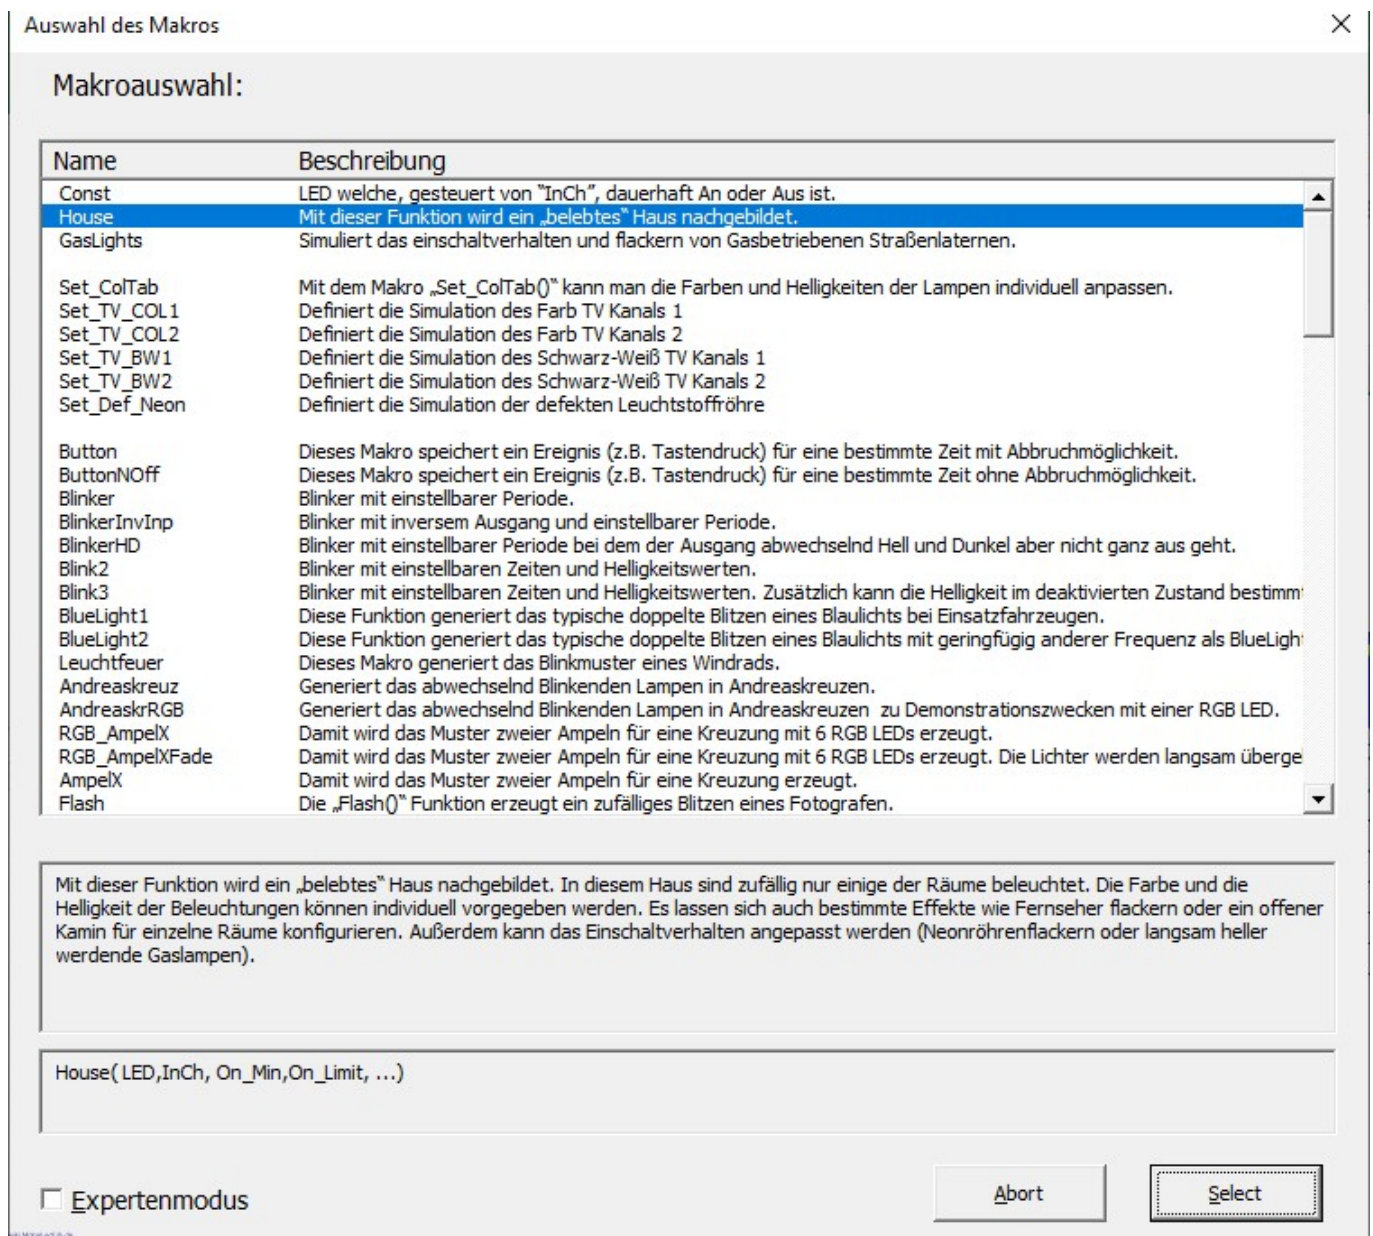 Auswahl des Makros
Makroauswahl:
Name Beschreibung
Const LED welche, gesteuert von "InCh", dauerhaft An oder Aus ist.
House Mit dieser Funktion wird ein „belebtes“ Haus nachgebildet.
GasLights Simuliert das einschaltverhalten und flackern von Gasbetriebenen Straßenlaternen.
Set_ColTab Mit dem Makro „Set_ColTab()“ kann man die Farben und Helligkeiten der Lampen individuell anpassen.
Set_TV_COL1 Definiert die Simulation des Farb TV Kanals 1
Set_TV_COL2 Definiert die Simulation des Farb TV Kanals 2
Set_TV_BW1 Definiert die Simulation des Schwarz-Weiß TV Kanals 1
Set_TV_BW2 Definiert die Simulation des Schwarz-Weiß TV Kanals 2
Set_Def_Neon Definiert die Simulation der defekten Leuchtstoffröhre
Button Dieses Makro speichert ein Ereignis (z.B. Tastendruck) für eine bestimmte Zeit mit Abbruchmöglichkeit.
ButtonNOff Dieses Makro speichert ein Ereignis (z.B. Tastendruck) für eine bestimmte Zeit ohne Abbruchmöglichkeit.
Blinker Blinker mit einstellbarer Periode.
BlinkerInvInp Blinker mit inversem Ausgang und einstellbarer Periode.
BlinkerHD Blinker mit einstellbarer Periode bei dem der Ausgang abwechselnd Hell und Dunkel aber nicht ganz aus geht.
Blink2 Blinker mit einstellbaren Zeiten und Helligkeitswerten.
Blink3 Blinker mit einstellbaren Zeiten und Helligkeitswerten. Zusätzlich kann die Helligkeit im deaktivierten Zustand bestimm
BlueLight1 Diese Funktion generiert das typische doppelte Blitzen eines Blaulichts bei Einsatzfahrzeugen.
BlueLight2 Diese Funktion generiert das typische doppelte Blitzen eines Blaulichts mit geringfügig anderer Frequenz als BlueLigh
Leuchtfeuer Dieses Makro generiert das Blinkmuster eines Windrads.
Andreaskreuz Generiert das abwechselnd Blinkenden Lampen in Andreaskreuzen.
AndreaskrRGB Generiert das abwechselnd Blinkenden Lampen in Andreaskreuzen  zu Demonstrationszwecken mit einer RGB LED.
RGB_AmpelX Damit wird das Muster zweier Ampeln für eine Kreuzung mit 6 RGB LEDs erzeugt.
RGB_AmpelXFade Damit wird das Muster zweier Ampeln für eine Kreuzung mit 6 RGB LEDs erzeugt. Die Lichter werden langsam überge
AmpelX Damit wird das Muster zweier Ampeln für eine Kreuzung erzeugt.
Flash Die „Flash()“ Funktion erzeugt ein zufälliges Blitzen eines Fotografen.
Mit dieser Funktion wird ein „belebtes“ Haus nachgebildet. In diesem Haus sind zufällig nur einige der Räume beleuchtet. Die Farbe und die
Helligkeit der Beleuchtungen können individuell vorgegeben werden. Es lassen sich auch bestimmte Effekte wie Fernseher flackern oder ein offener
Kamin für einzelne Räume konfigurieren. Außerdem kann das Einschaltverhalten angepasst werden (Neonröhrenflackern oder langsam heller
werdende Gaslampen).
House( LED,InCh, On_Min,On_Limit, ...)
Expertenmodus
Abort
Select